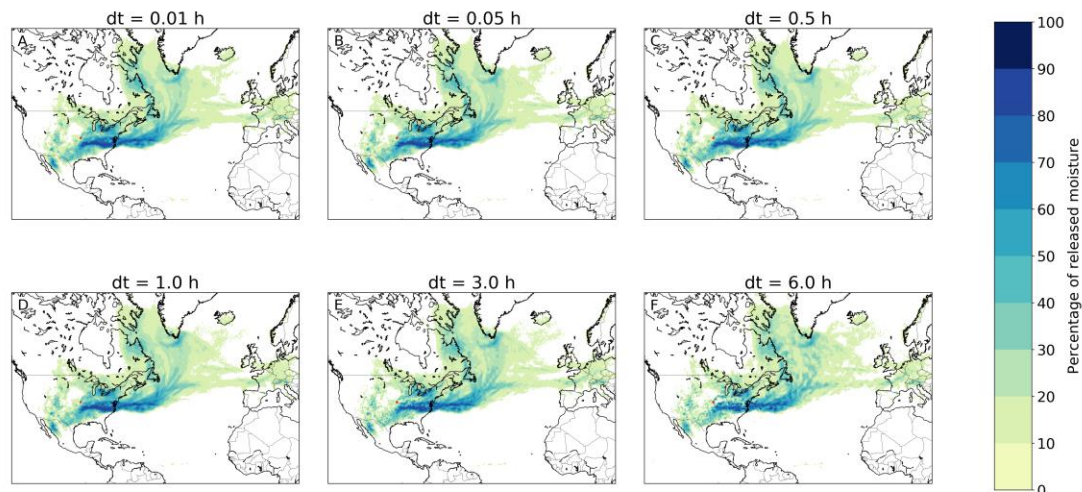 dt = 0.01 h
dt = 0.05 h
dt = 0.5 h
A
B
C
dt = 1.0 h
dt = 3.0 h
dt = 6.0 h
D
E
F
100
90
80
70
60
50
40
30
20
10
0
Percentage of released moisture